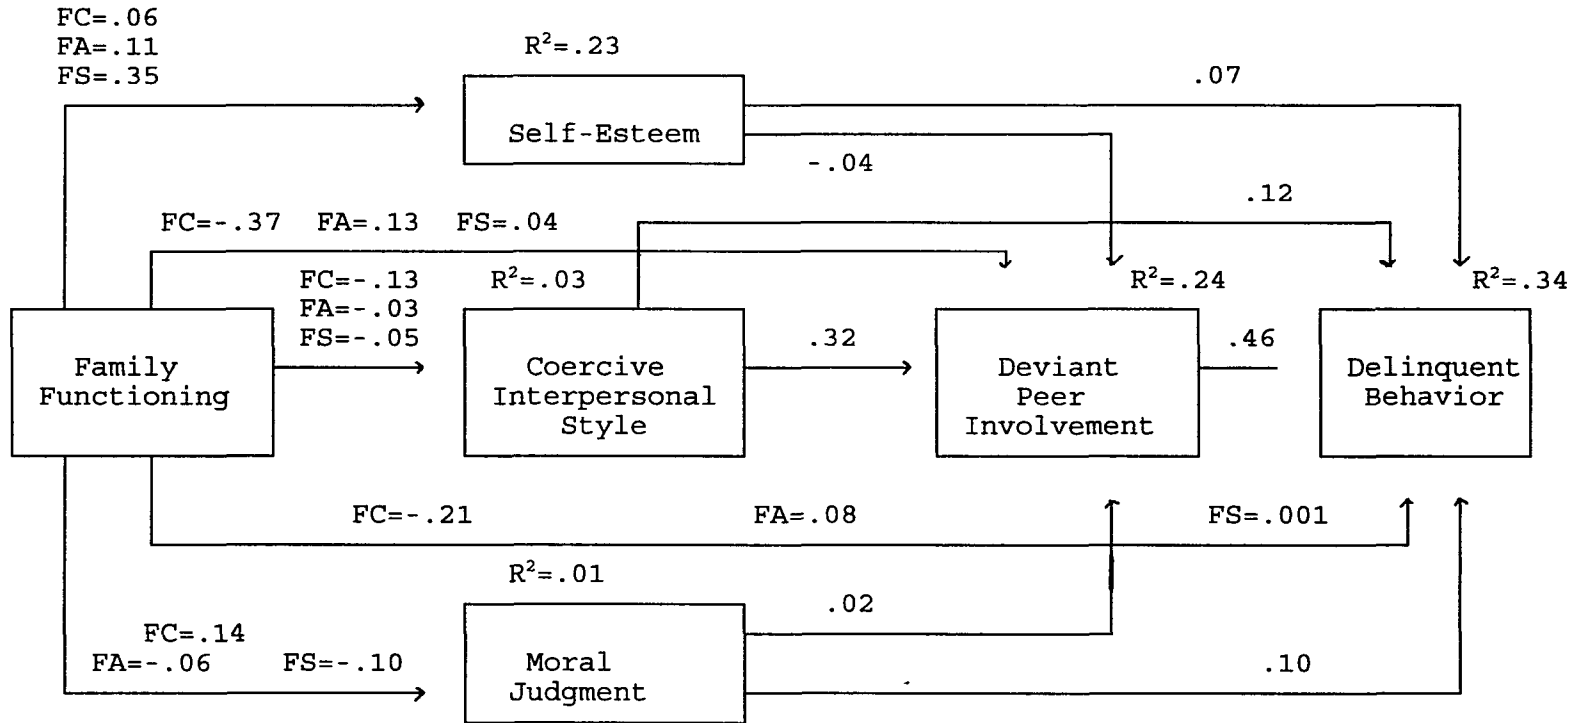 FC=.06
FA=.11
FS=.35
R²=.23
.07
Self-Esteem
-.04
.12
FC=-.37 FA=.13 FS=.04
FC=-.13
FA=-.03
FS=-.05
R²=.03
R²=.24
R²=.34
Family
Functioning
Coercive
Interpersonal
Style
.32
Deviant
Peer
Involvement
.46
Delinquent
Behavior
FC=-.21 FA=.08 FS=.001
R²=.01
.02
FC=.14
FA=-.06 FS=-.10
Moral
Judgment
.10